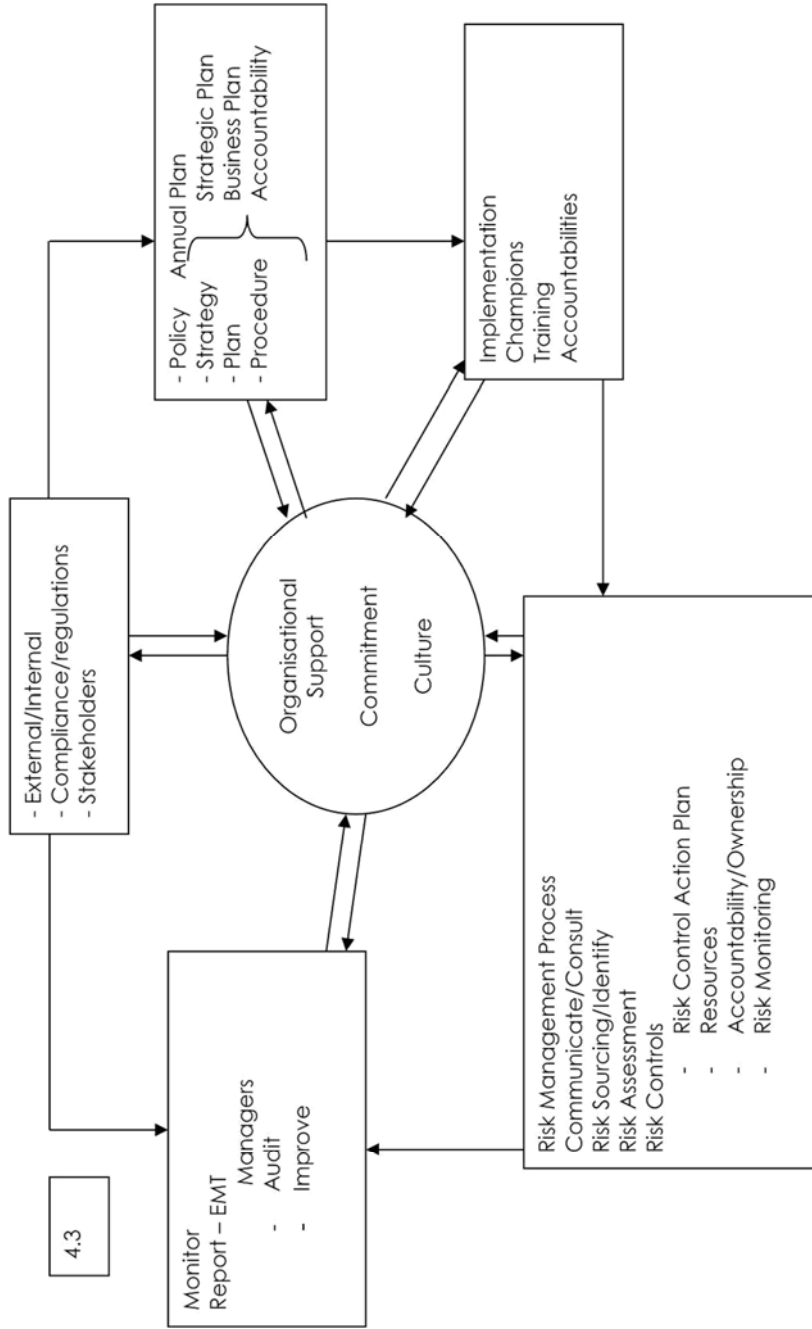 4.3
- External/Internal
- Compliance/regulations
- Stakeholders
- Policy Annual Plan
- Strategy Strategic Plan
- Plan Business Plan
- Procedure Accountability
Monitor
Report – EMT
Managers
- Audit
- Improve
Organisational
Support
Commitment
Culture
Implementation
Champions
Training
Accountabilities
Risk Management Process
Communicate/Consult
Risk Sourcing/Identify
Risk Assessment
Risk Controls
- Risk Control Action Plan
- Resources
- Accountability/Ownership
- Risk Monitoring